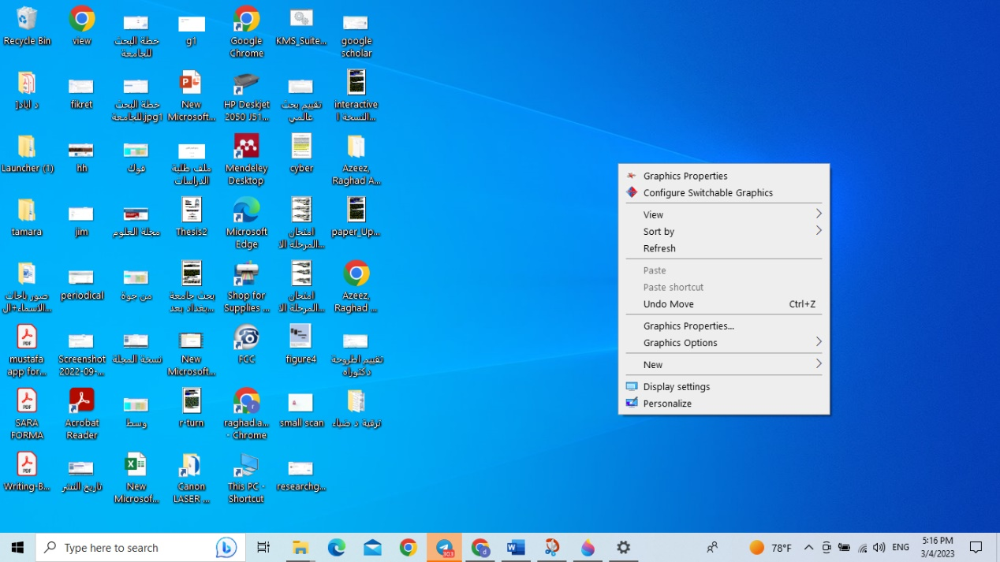 Recycle Bin
view
خطة البحث
للجامعة
g1
Google
Chrome
KMS_Suite...
google
scholar
fikret
خطة البحث
للجامعة.jpg1
New
Microsoft...
HP Deskjet
2050 J51...
تقييم بحث
عالمي
interactive
النسخة ا...
Launcher (1)
hh
فوك
ملف طلبة
الدراسات
Mendeley
Desktop
cyber
Azeez,
Raghad A...
tamara
jim
مجلة العلوم
Thesis2
Microsoft
Edge
امتحان
المرحلة الا...
paper_Up...
صور باجات
الاسماء+ال...
periodical
من جوة
بحث جامعة
بغداد بعد...
Shop for
Supplies ...
امتحان
المرحلة الا...
Azeez,
Raghad ...
mustafa
app for...
Screenshot
2022-09-...
نسخة المجلة
New
Microsoft...
FCC
figure4
تقييم اطروحة
دكتوراه
SARA
FORMA
Acrobat
Reader
وسط
r-turn
raghad.a...
- Chrome
small scan
ترقية د ضياء
Writing-B...
تاريخ النشر
New
Microsof...
Canon
LASER ...
This PC -
Shortcut
researchg...
Graphics Properties
Configure Switchable Graphics
View
Sort by
Refresh
Paste
Paste shortcut
Undo Move Ctrl+Z
Graphics Properties...
Graphics Options
New
Display settings
Personalize
Type here to search
303
78°F
ENG
5:16 PM
3/4/2023